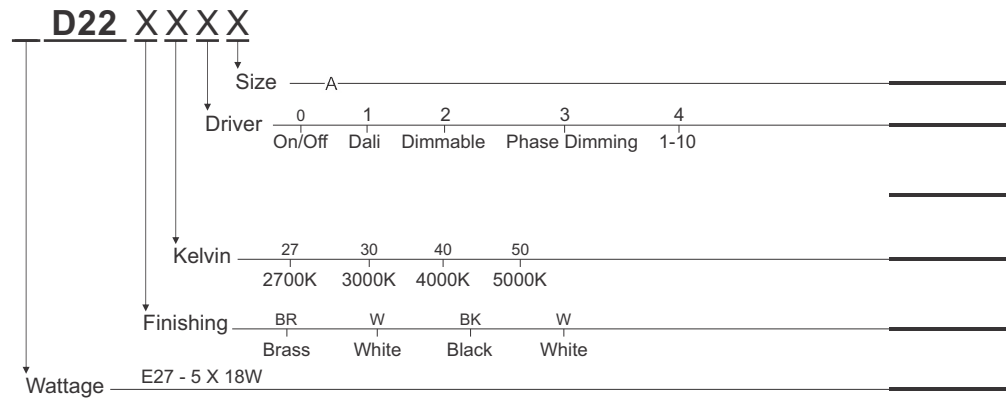 D22 X X X X
Size A
0 1 2 3 4
Driver
On/Off Dali Dimmable Phase Dimming 1-10
27 30 40 50
Kelvin
2700K 3000K 4000K 5000K
BR W BK W
Finishing
Brass White Black White
E27 - 5 X 18W
Wattage